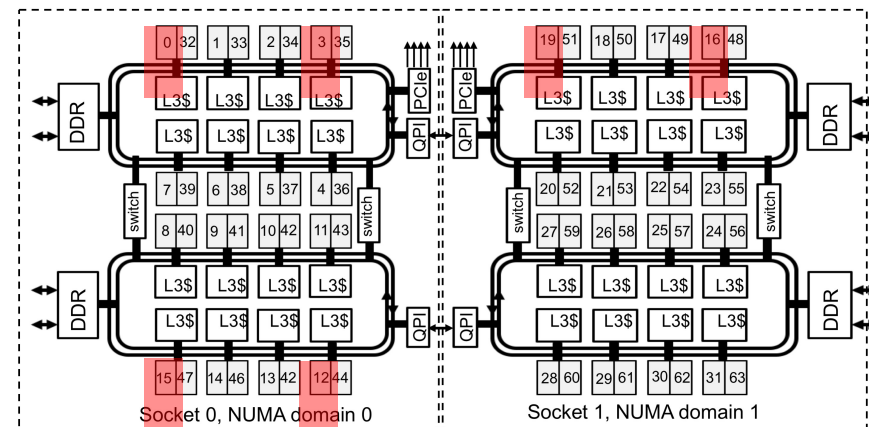 0 32 1 33 2 34 3 35
19 51 18 50 17 49 16 48
DDR L3$ L3$ L3$ L3$ PCIe
PCIe L3$ L3$ L3$ L3$ DDR
L3$ L3$ L3$ L3$ QPI
QPI L3$ L3$ L3$ L3$
switch 7 39 6 38 5 37 4 36 switch
switch 20 52 21 53 22 54 23 55 switch
8 40 9 41 10 42 11 43
27 59 26 58 25 57 24 56
DDR L3$ L3$ L3$ L3$
L3$ L3$ L3$ L3$ DDR
L3$ L3$ L3$ L3$ QPI
QPI L3$ L3$ L3$ L3$
15 47 14 46 13 42 12 44
28 60 29 61 30 62 31 63
Socket 0, NUMA domain 0
Socket 1, NUMA domain 1